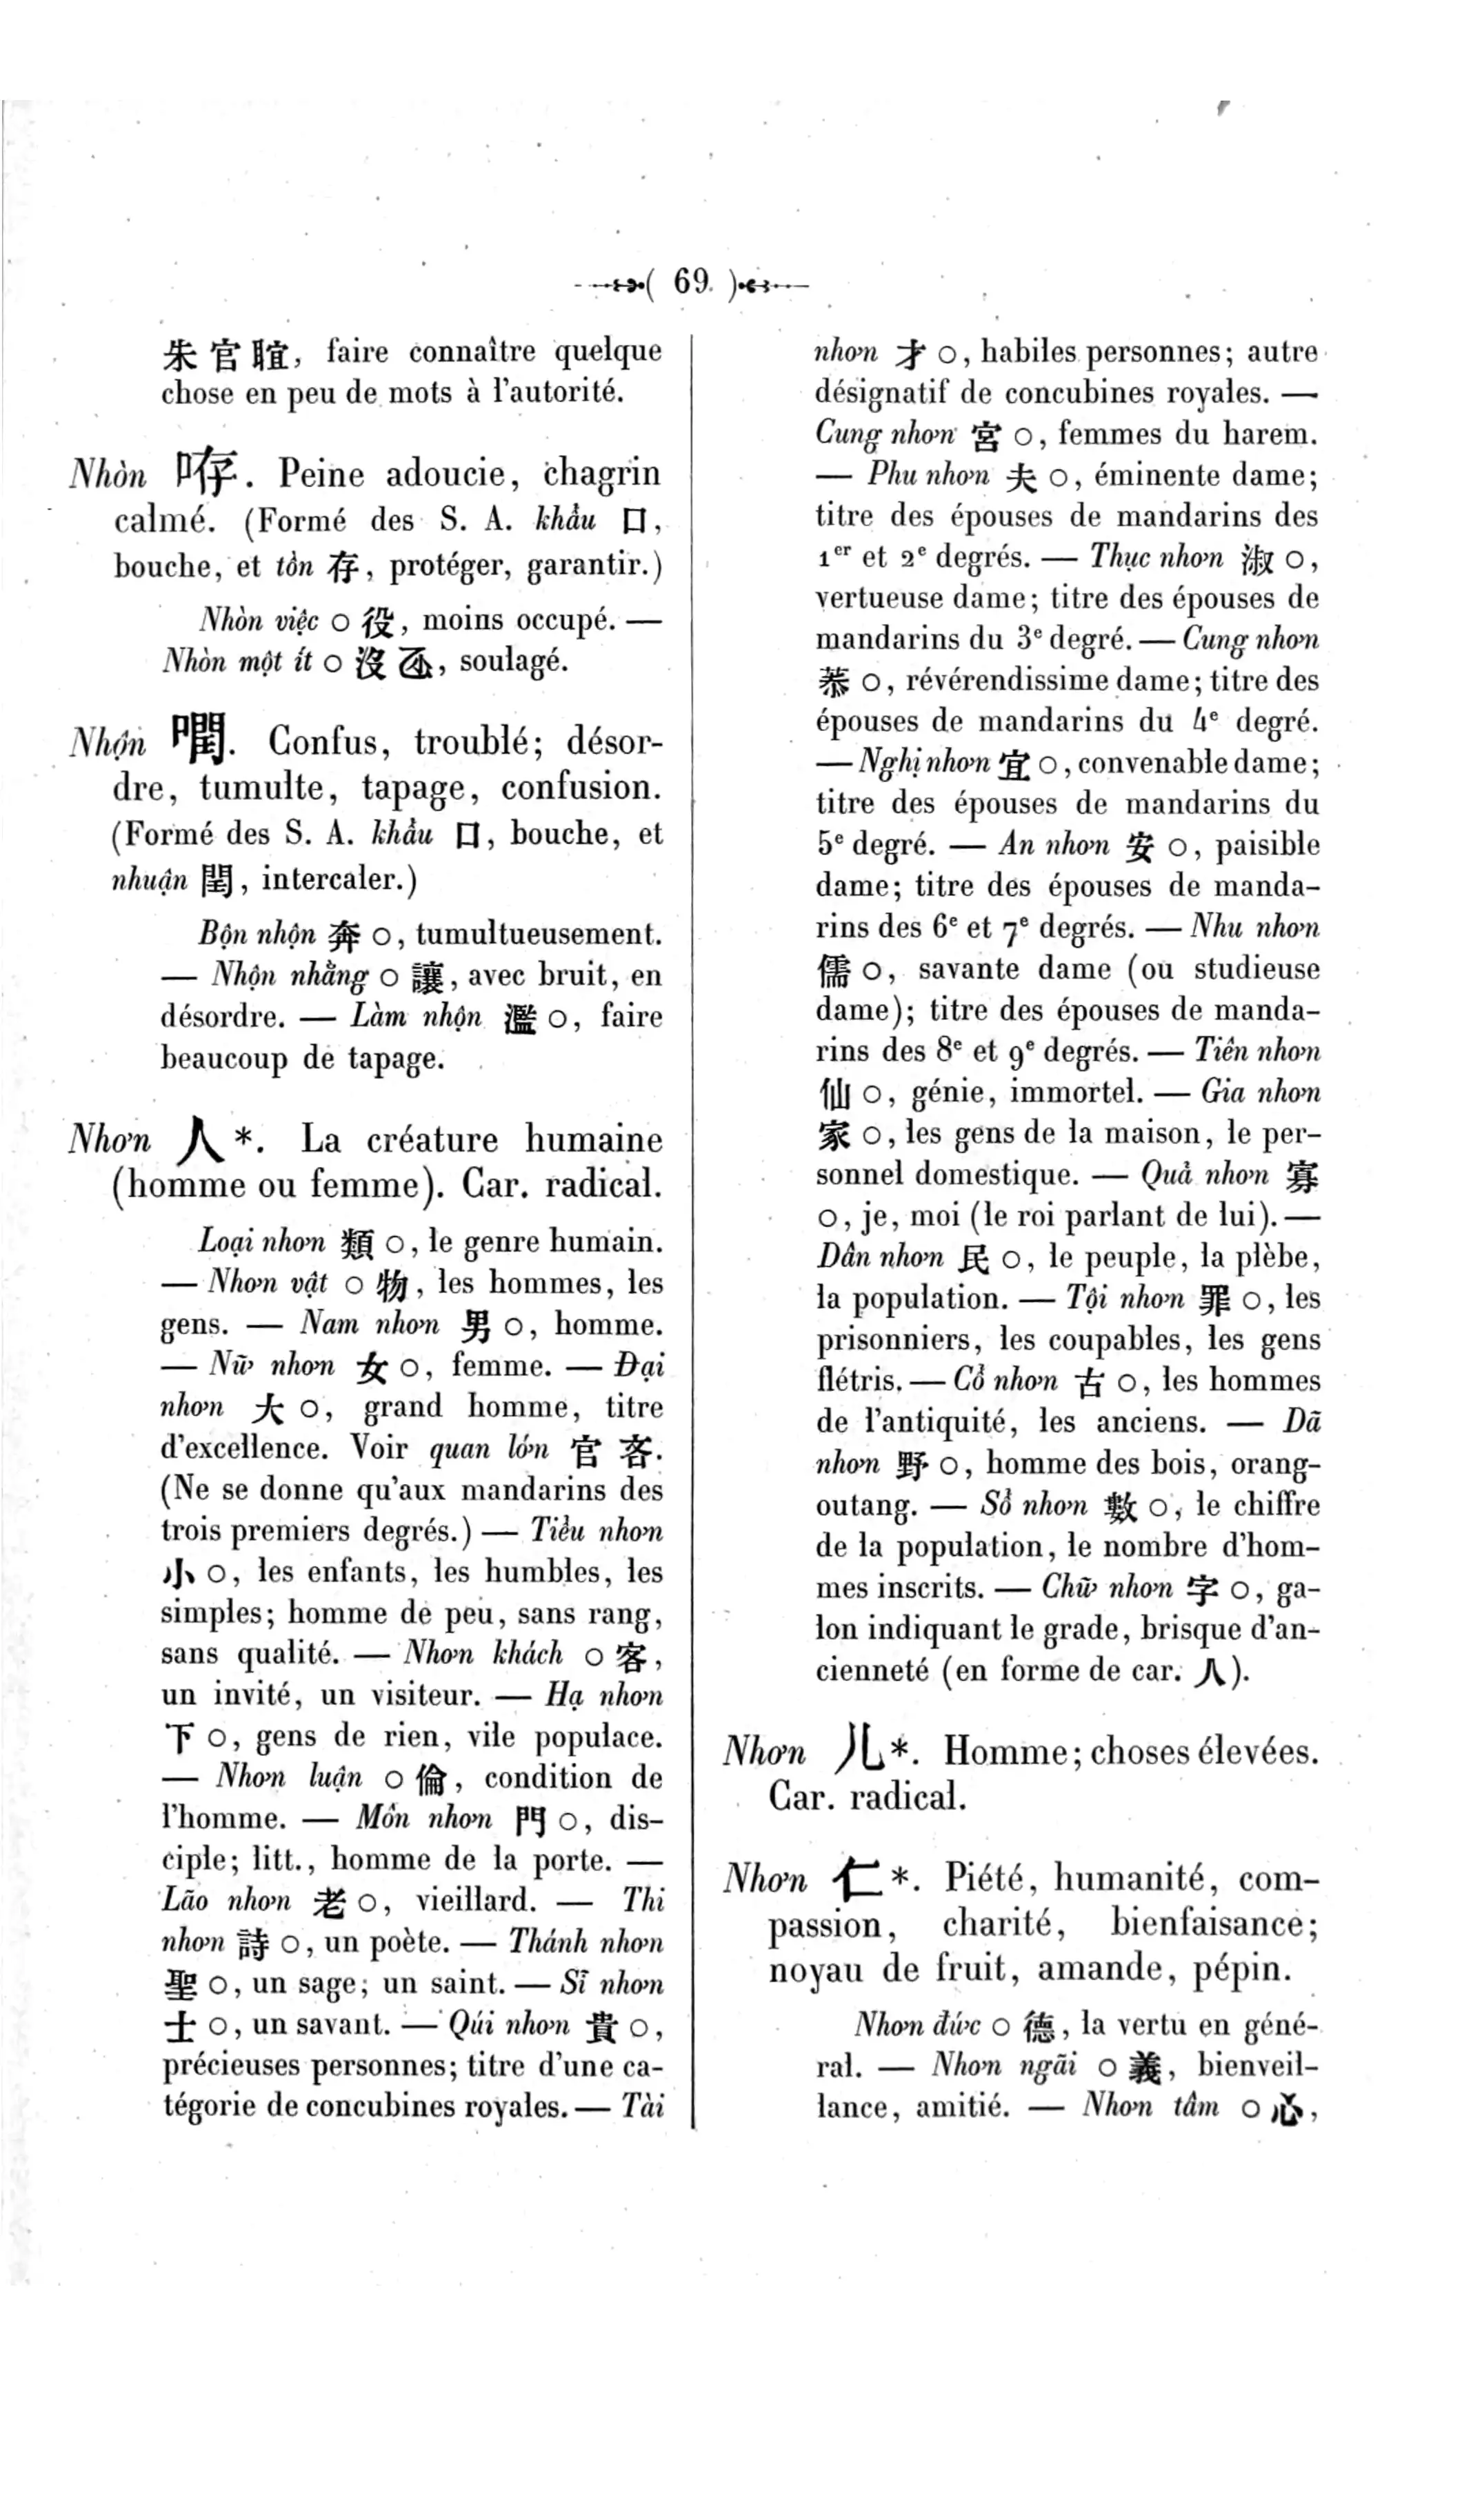 ( 69 )
朱官誼, faire connaître quelque
chose en peu de mots à l'autorité.
Nhòn 咘. Peine adoucie, chagrin
calmé. (Formé des S. A. khẩu 口,
bouche, et tồn 存, protéger, garantir.)
Nhòn việc ○ 役, moins occupé. —
Nhòn một ít ○ 沒 𠃣, soulagé.
Nhộn . Confus, troublé; désor-
dre, tumulte, tapage, confusion.
(Formé des S. A. khẩu 口, bouche, et
nhuận 閏, intercaler.)
Bộn nhộn 奔 ○, tumultueusement.
— Nhộn nhằng ○ 讓, avec bruit, en
désordre. — Làm nhộn 濫 ○, faire
beaucoup de tapage.
Nhơn 人 *. La créature humaine
(homme ou femme). Car. radical.
Loại nhơn 類 ○, le genre humain.
— Nhơn vật ○ 物, les hommes, les
gens. — Nam nhơn 男 ○, homme.
— Nữ nhơn 女 ○, femme. — Đại
nhơn 大 ○, grand homme, titre
d'excellence. Voir quan lớn 官 .
(Ne se donne qu'aux mandarins des
trois premiers degrés.) — Tiểu nhơn
小 ○, les enfants, les humbles, les
simples; homme de peu, sans rang,
sans qualité. — Nhơn khách ○ 客,
un invité, un visiteur. — Hạ nhơn
下 ○, gens de rien, vile populace.
— Nhơn luận ○ 倫, condition de
l'homme. — Môn nhơn 門 ○, dis-
ciple; litt., homme de la porte. —
Lão nhơn 老 ○, vieillard. — Thi
nhơn 詩 ○, un poète. — Thánh nhơn
聖 ○, un sage; un saint. — Sĩ nhơn
士 ○, un savant. — Qúi nhơn 貴 ○,
précieuses personnes; titre d'une ca-
tégorie de concubines royales. — Tài
nhơn 才 ○, habiles personnes; autre
désignatif de concubines royales. —
Cung nhơn 宮 ○, femmes du harem.
— Phu nhơn 夫 ○, éminente dame;
titre des épouses de mandarins des
1er et 2e degrés. — Thục nhơn 淑 ○,
vertueuse dame; titre des épouses de
mandarins du 3e degré. — Cung nhơn
恭 ○, révérendissime dame; titre des
épouses de mandarins du 4e degré.
— Nghị nhơn 宜 ○, convenable dame;
titre des épouses de mandarins du
5e degré. — An nhơn 安 ○, paisible
dame; titre des épouses de manda-
rins des 6e et 7e degrés. — Nhu nhơn
儒 ○, savante dame (ou studieuse
dame); titre des épouses de manda-
rins des 8e et 9e degrés. — Tiên nhơn
仙 ○, génie, immortel. — Gia nhơn
家 ○, les gens de la maison, le per-
sonnel domestique. — Quả nhơn 寡
○, je, moi (le roi parlant de lui). —
Dân nhơn 民 ○, le peuple, la plèbe,
la population. — Tội nhơn 罪 ○, les
prisonniers, les coupables, les gens
flétris. — Cổ nhơn 古 ○, les hommes
de l'antiquité, les anciens. — Dã
nhơn 野 ○, homme des bois, orang-
outang. — Sổ nhơn 數 ○, le chiffre
de la population, le nombre d'hom-
mes inscrits. — Chữ nhơn 字 ○, ga-
lon indiquant le grade, brisque d'an-
cienneté (en forme de car. 人).
Nhơn 儿 *. Homme; choses élevées.
Car. radical.
Nhơn 仁 *. Piété, humanité, com-
passion, charité, bienfaisance;
noyau de fruit, amande, pépin.
Nhơn đức ○ 德, la vertu en géné-
ral. — Nhơn ngãi ○ 義, bienveil-
lance, amitié. — Nhơn tâm ○ 心,